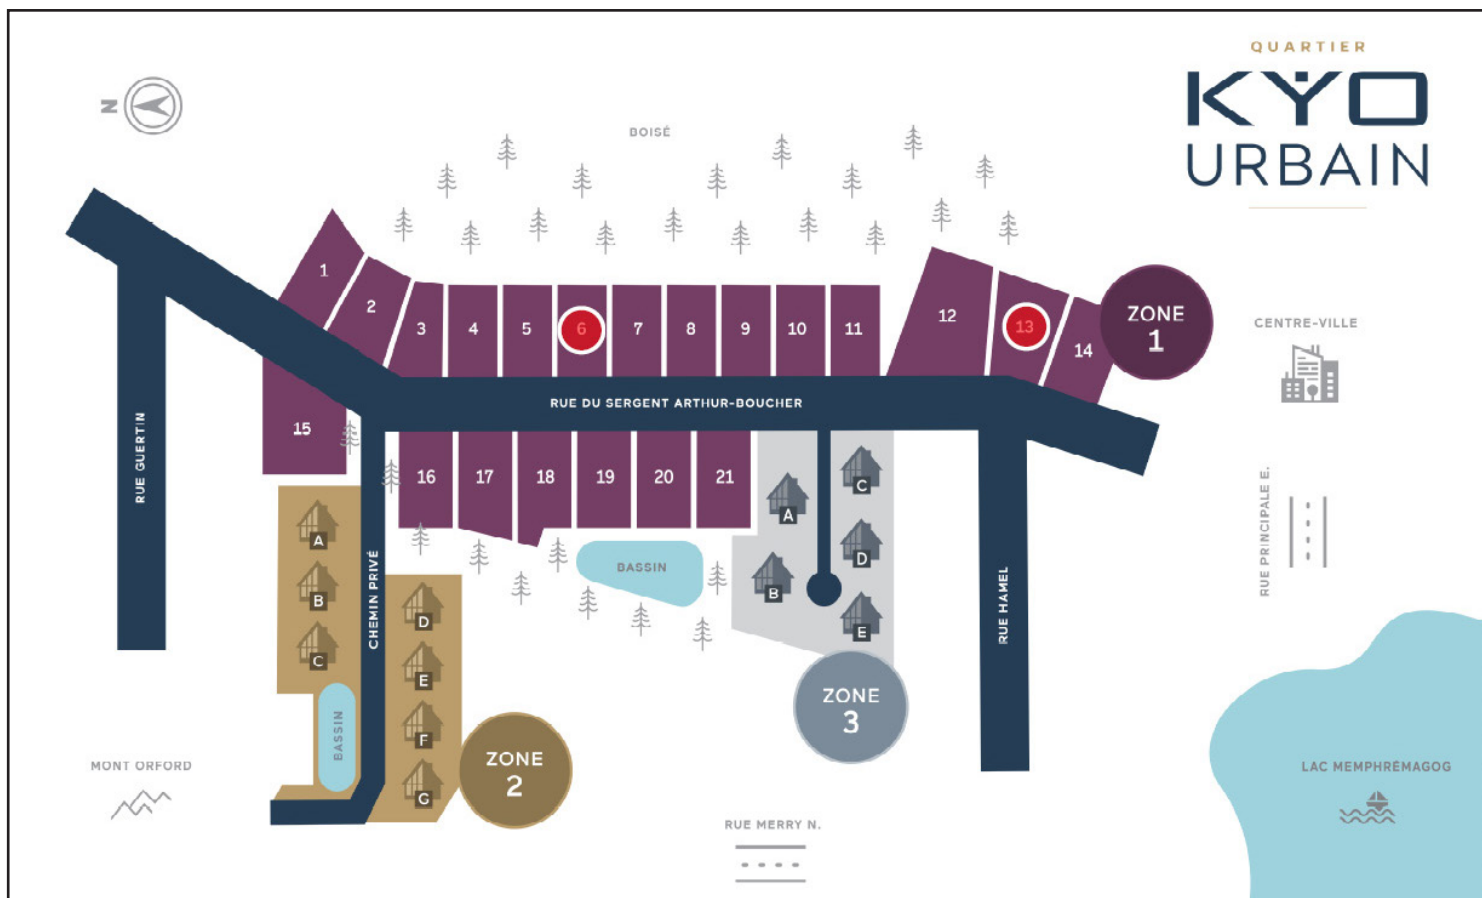 QUARTIER
KYO
URBAIN
N
BOISÉ
1
2
3
4
5
6
7
8
9
10
11
12
13
14
ZONE
1
CENTRE-VILLE
RUE DU SERGENT ARTHUR-BOUCHER
RUE GUERTIN
15
16
17
18
19
20
21
CHEMIN PRIVÉ
A
B
C
D
E
F
G
BASSIN
BASSIN
A
B
C
D
E
RUE HAMEL
RUE PRINCIPALE E.
ZONE
2
ZONE
3
MONT ORFORD
RUE MERRY N.
LAC MEMPHRÉMAGOG